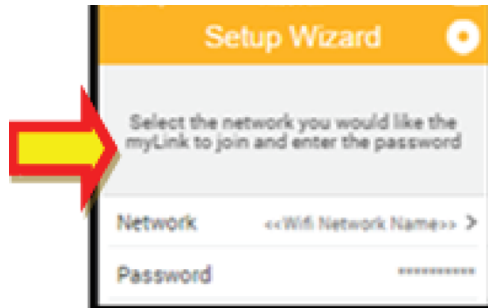 Setup Wizard
Select the network you would like the
myLink to join and enter the password
Network <<Wifi Network Name>> >
Password **********